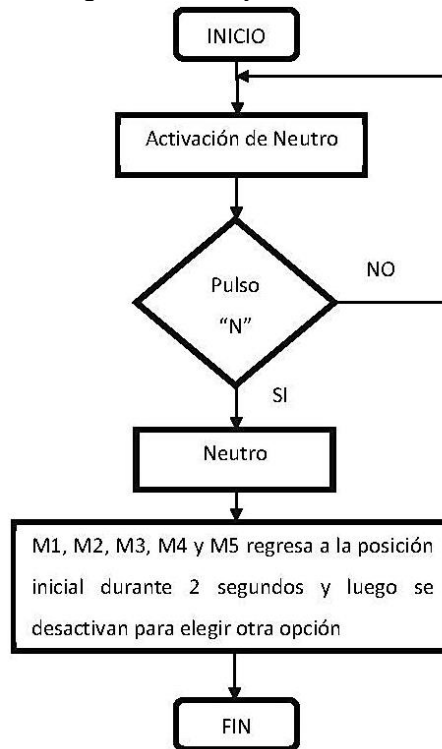 INICIO
Activación de Neutro
Pulso
“N”
NO
SI
Neutro
M1, M2, M3, M4 y M5 regresa a la posición
inicial durante 2 segundos y luego se
desactivan para elegir otra opción
FIN